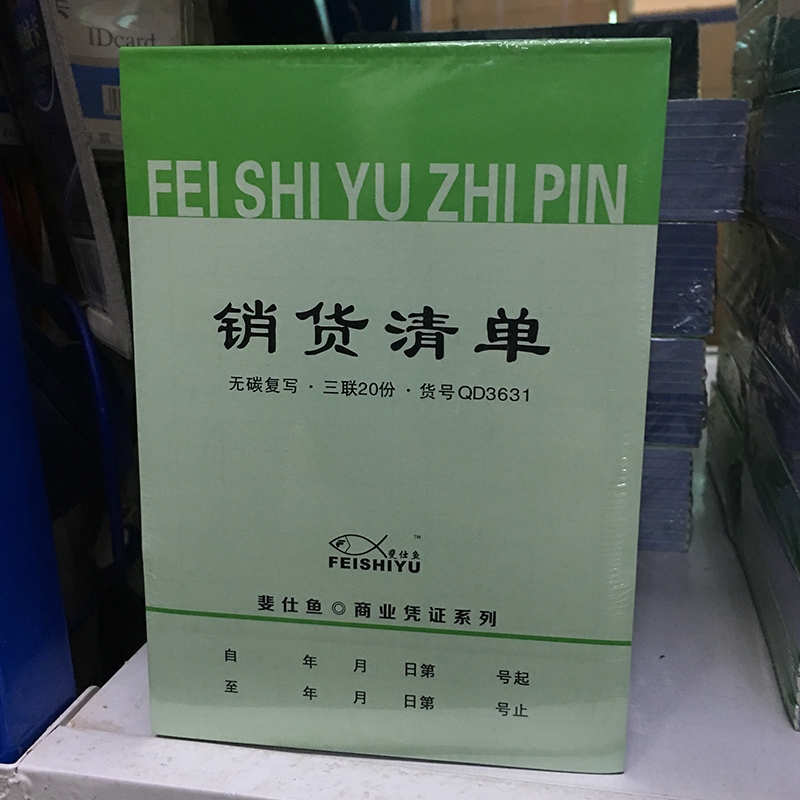 IDcard
FEI SHI YU ZHI PIN
销货清单
无碳复写·三联20份·货号QD3631
斐仕鱼™
FEISHIYU
斐仕鱼◎商业凭证系列
自 年 月 日第 号起
至 年 月 日第 号止